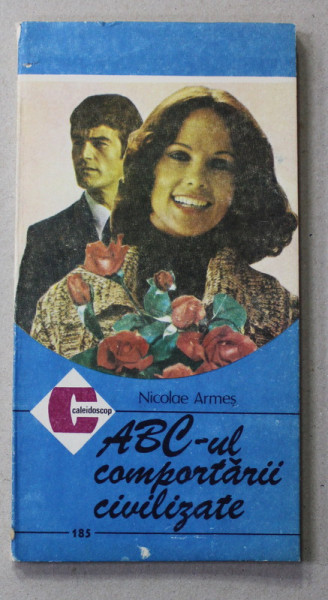 caleidoscop
Nicolae Armeș
ABC-ul
comportării
civilizate
185